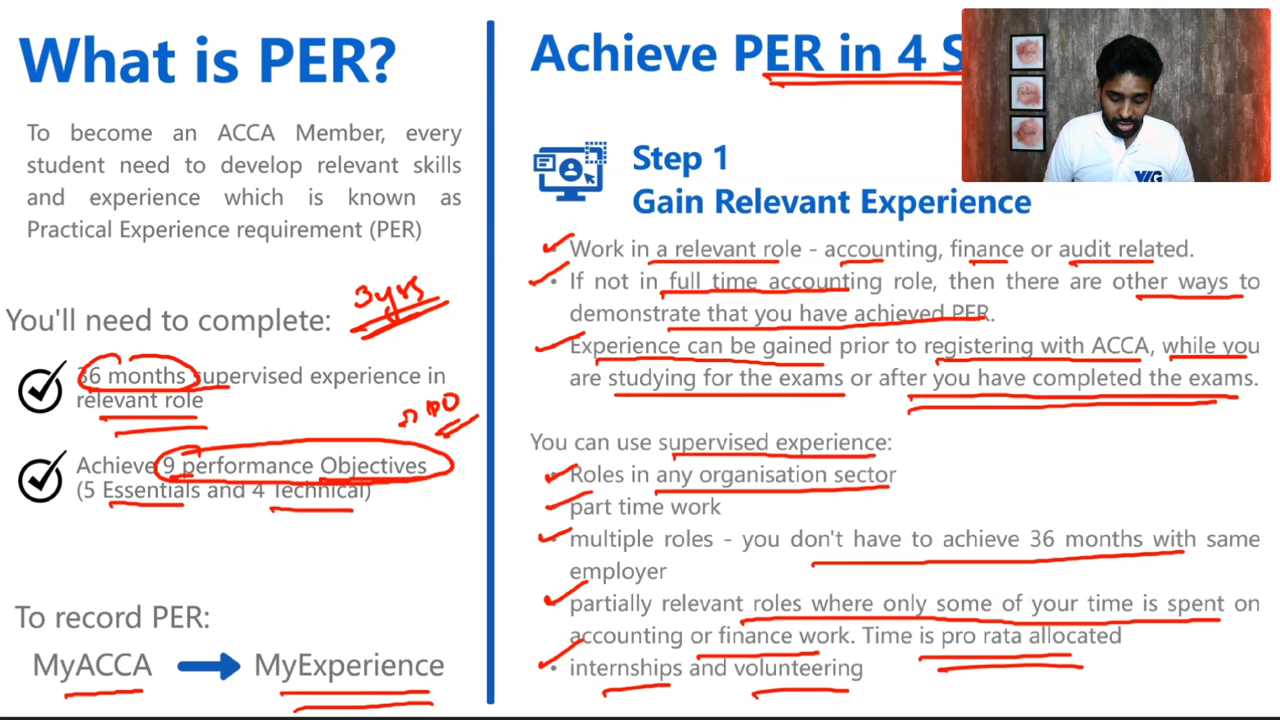 What is PER?
To become an ACCA Member, every
student need to develop relevant skills
and experience which is known as
Practical Experience requirement (PER)
3yrs
You'll need to complete:
36 months supervised experience in
relevant role
Achieve 9 performance Objectives
(5 Essentials and 4 Technical)
To record PER:
MyACCA
MyExperience
Achieve PER in 4 S
Step 1
Gain Relevant Experience
• Work in a relevant role - accounting, finance or audit related.
• If not in full time accounting role, then there are other ways to
demonstrate that you have achieved PER.
Experience can be gained prior to registering with ACCA, while you
are studying for the exams or after you have completed the exams.
You can use supervised experience:
• Roles in any organisation sector
• part time work
• multiple roles - you don't have to achieve 36 months with same
employer
• partially relevant roles where only some of your time is spent on
accounting or finance work. Time is pro rata allocated
• internships and volunteering